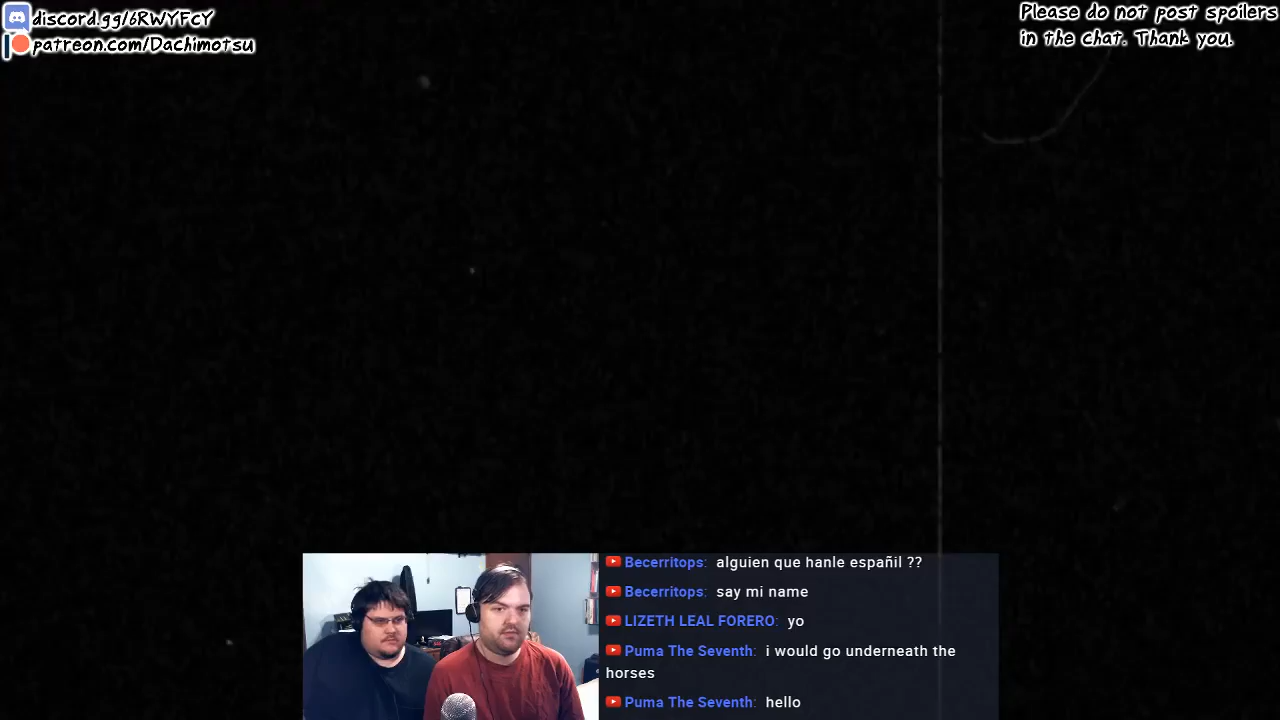 discord.gg/6RWYFcY
patreon.com/Dachimotsu
Please do not post spoilers
in the chat. Thank you.
Becerritops: alguien que hanle españil ??
Becerritops: say mi name
LIZETH LEAL FORERO: yo
Puma The Seventh: i would go underneath the
horses
Puma The Seventh: hello